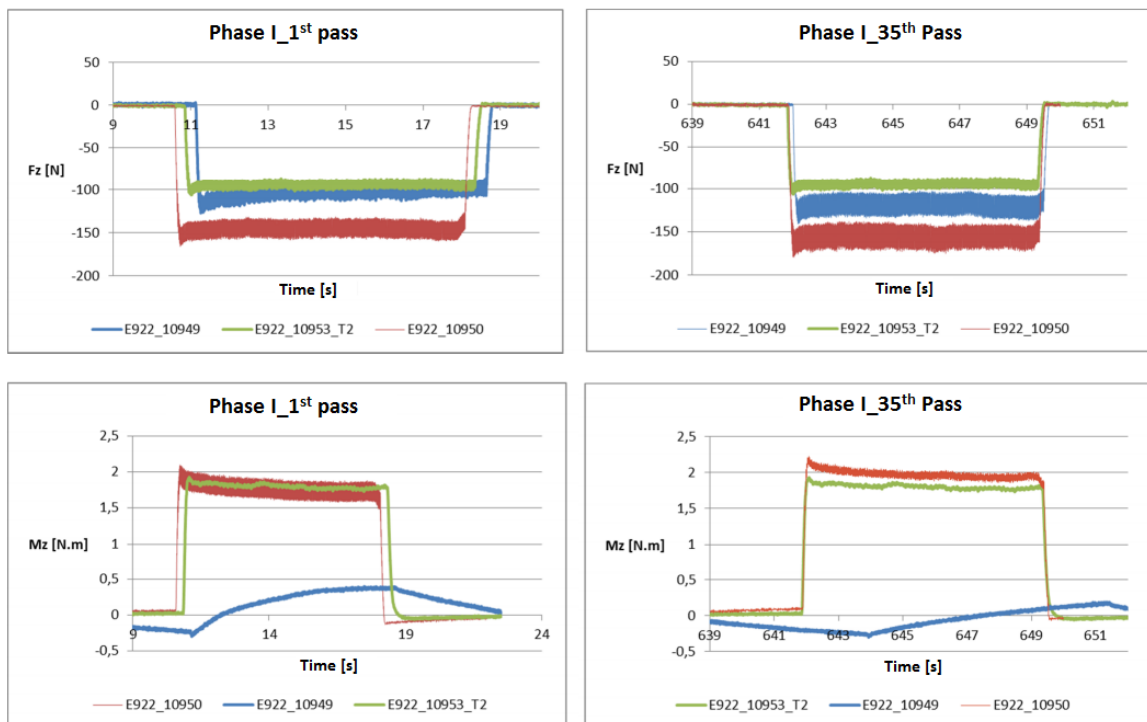 Phase I_1st pass
50
0
-50
-100
-150
-200
9
11
13
15
17
19
Fz [N]
Time [s]
E922_10949
E922_10953_T2
E922_10950
Phase I_35th Pass
50
0
-50
-100
-150
-200
639
641
643
645
647
649
651
Fz [N]
Time [s]
E922_10949
E922_10953_T2
E922_10950
Phase I_1st pass
2,5
2
1,5
1
0,5
0
-0,5
9
14
19
24
Mz [N.m]
Time [s]
E922_10950
E922_10949
E922_10953_T2
Phase I_35th Pass
2,5
2
1,5
1
0,5
0
-0,5
639
641
643
645
647
649
651
Mz [N.m]
Time [s]
E922_10953_T2
E922_10949
E922_10950